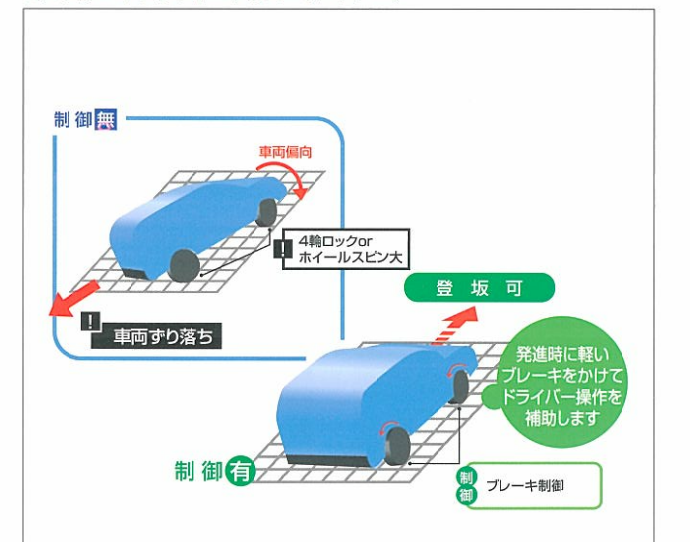 制御無
車両偏向
! 4輪ロックor
ホイールスピン大
! 車両ずり落ち
登坂可
発進時に軽い
ブレーキをかけて
ドライバー操作を
補助します
制御有
制御 ブレーキ制御